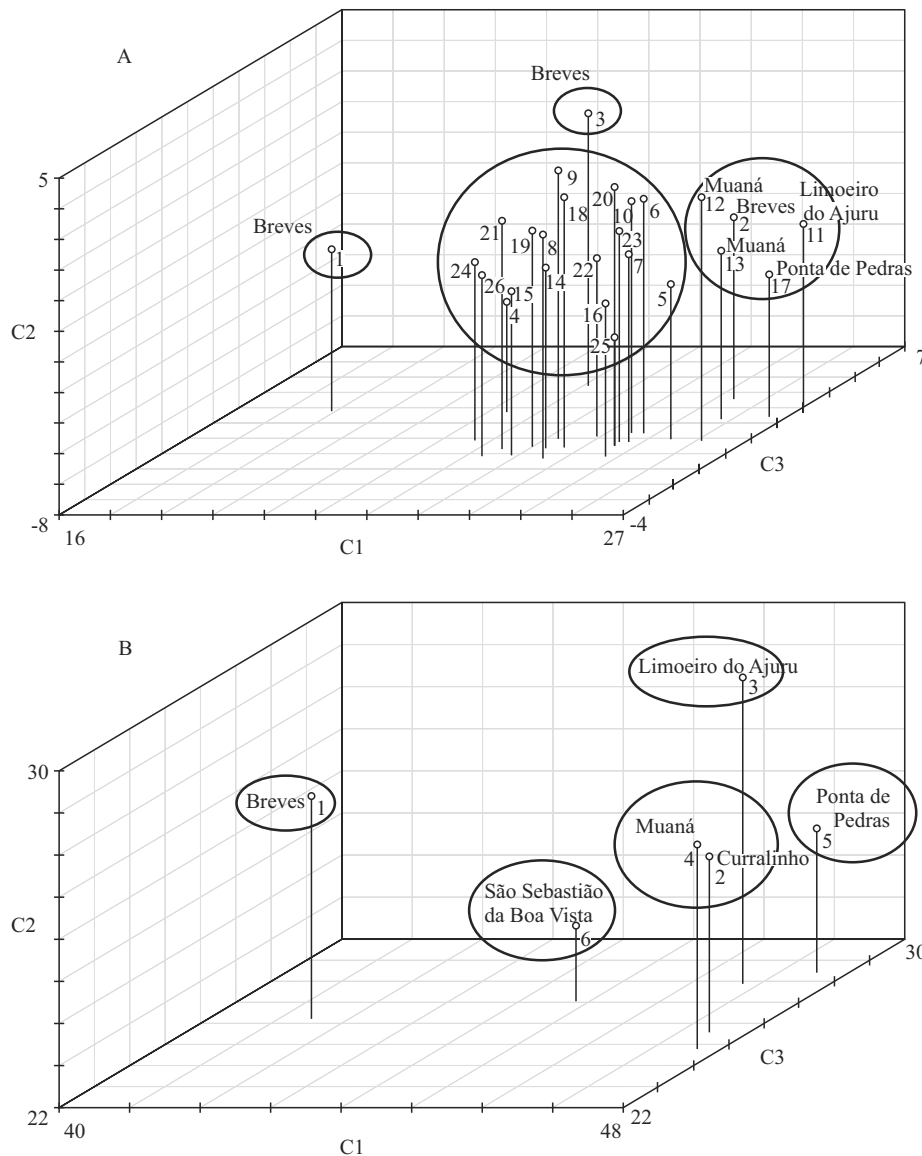 A
Breves
3
5
9
Muaná
Limoeiro
20
6
12
Breves
do Ajuru
18
10
2
11
Breves
21
19
8
23
Muaná
1
24
22
7
13
Ponta de Pedras
26
15
14
5
17
4
16
C2
25
7
C3
-8
-4
16
27
C1
B
Limoeiro do Ajuru
3
30
Ponta de
Breves
1
Pedras
Muaná
5
4
Curralinho
2
São Sebastião
da Boa Vista
C2
6
30
C3
22
22
40
48
C1